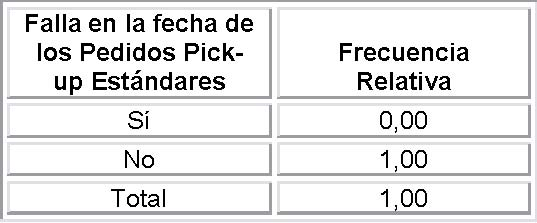 Falla en la fecha de
los Pedidos Pick-
up Estándares
Frecuencia
Relativa
Sí 0,00
No 1,00
Total 1,00